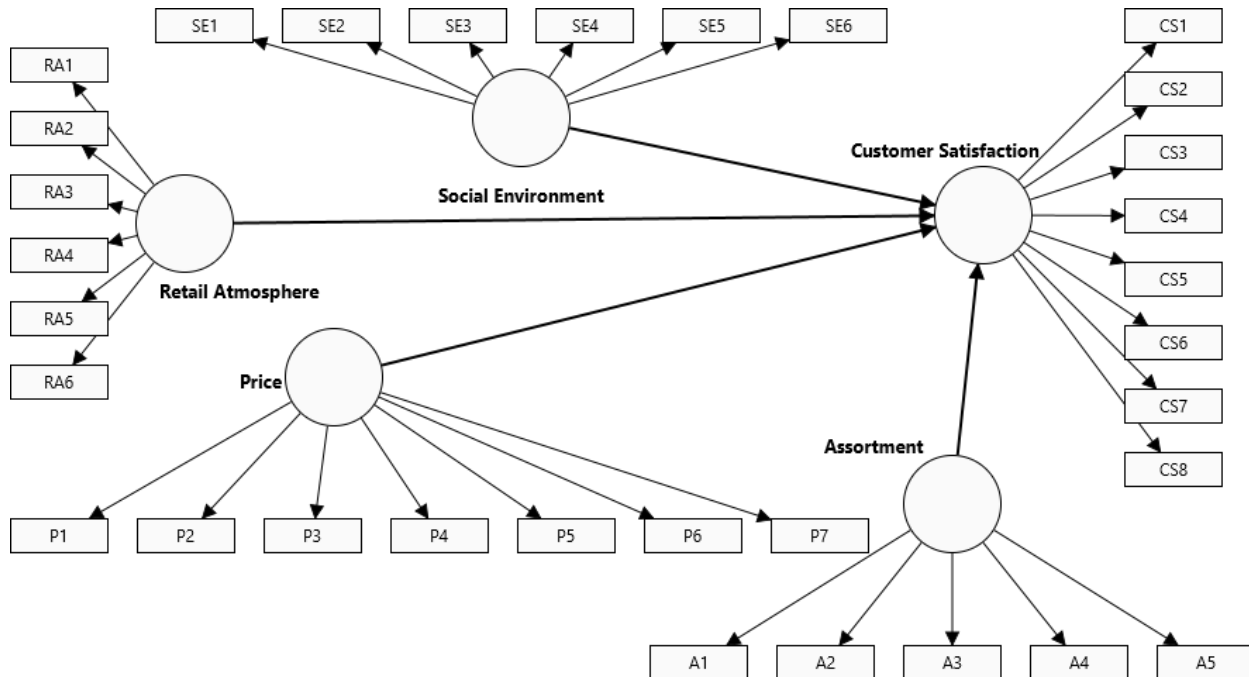 SE1
SE2
SE3
SE4
SE5
SE6
CS1
RA1
CS2
RA2
CS3
Customer Satisfaction
RA3
Social Environment
CS4
RA4
CS5
Retail Atmosphere
RA5
CS6
RA6
Price
CS7
Assortment
CS8
P1
P2
P3
P4
P5
P6
P7
A1
A2
A3
A4
A5